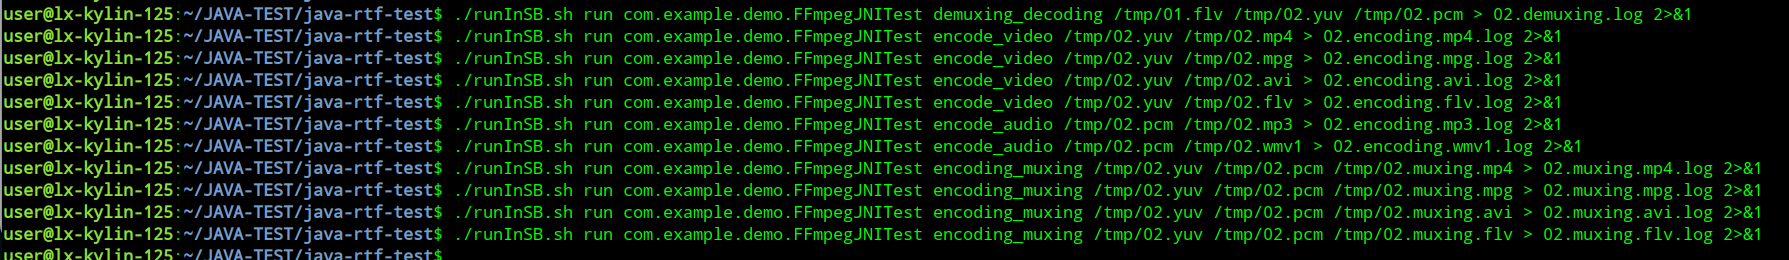 user@lx-kylin-125:~/JAVA-TEST/java-rtf-test$ ./runInSB.sh run com.example.demo.FFmpegJNITest demuxing_decoding /tmp/01.flv /tmp/02.yuv /tmp/02.pcm > 02.demuxing.log 2>&1
user@lx-kylin-125:~/JAVA-TEST/java-rtf-test$ ./runInSB.sh run com.example.demo.FFmpegJNITest encode_video /tmp/02.yuv /tmp/02.mp4 > 02.encoding.mp4.log 2>&1
user@lx-kylin-125:~/JAVA-TEST/java-rtf-test$ ./runInSB.sh run com.example.demo.FFmpegJNITest encode_video /tmp/02.yuv /tmp/02.mpg > 02.encoding.mpg.log 2>&1
user@lx-kylin-125:~/JAVA-TEST/java-rtf-test$ ./runInSB.sh run com.example.demo.FFmpegJNITest encode_video /tmp/02.yuv /tmp/02.avi > 02.encoding.avi.log 2>&1
user@lx-kylin-125:~/JAVA-TEST/java-rtf-test$ ./runInSB.sh run com.example.demo.FFmpegJNITest encode_video /tmp/02.yuv /tmp/02.flv > 02.encoding.flv.log 2>&1
user@lx-kylin-125:~/JAVA-TEST/java-rtf-test$ ./runInSB.sh run com.example.demo.FFmpegJNITest encode_audio /tmp/02.pcm /tmp/02.mp3 > 02.encoding.mp3.log 2>&1
user@lx-kylin-125:~/JAVA-TEST/java-rtf-test$ ./runInSB.sh run com.example.demo.FFmpegJNITest encode_audio /tmp/02.pcm /tmp/02.wmv1 > 02.encoding.wmv1.log 2>&1
user@lx-kylin-125:~/JAVA-TEST/java-rtf-test$ ./runInSB.sh run com.example.demo.FFmpegJNITest encoding_muxing /tmp/02.yuv /tmp/02.pcm /tmp/02.muxing.mp4 > 02.muxing.mp4.log 2>&1
user@lx-kylin-125:~/JAVA-TEST/java-rtf-test$ ./runInSB.sh run com.example.demo.FFmpegJNITest encoding_muxing /tmp/02.yuv /tmp/02.pcm /tmp/02.muxing.mpg > 02.muxing.mpg.log 2>&1
user@lx-kylin-125:~/JAVA-TEST/java-rtf-test$ ./runInSB.sh run com.example.demo.FFmpegJNITest encoding_muxing /tmp/02.yuv /tmp/02.pcm /tmp/02.muxing.avi > 02.muxing.avi.log 2>&1
user@lx-kylin-125:~/JAVA-TEST/java-rtf-test$ ./runInSB.sh run com.example.demo.FFmpegJNITest encoding_muxing /tmp/02.yuv /tmp/02.pcm /tmp/02.muxing.flv > 02.muxing.flv.log 2>&1
user@lx-kylin-125:~/JAVA-TEST/java-rtf-test$